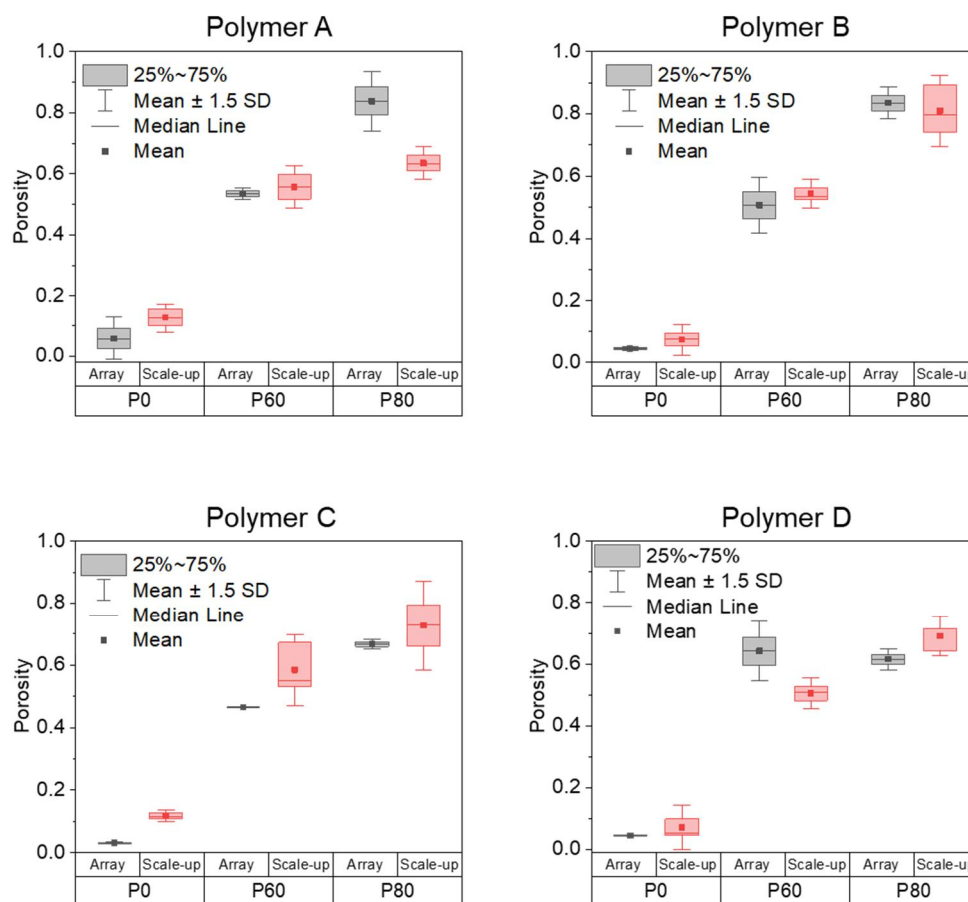 Polymer A
1.0
25%~75%
Mean ± 1.5 SD
0.8
Median Line
Mean
0.6
Porosity
0.4
0.2
0.0
Array Scale-up Array Scale-up Array Scale-up
P0 P60 P80
Polymer B
1.0
25%~75%
Mean ± 1.5 SD
0.8
Median Line
Mean
0.6
Porosity
0.4
0.2
0.0
Array Scale-up Array Scale-up Array Scale-up
P0 P60 P80
Polymer C
1.0
25%~75%
Mean ± 1.5 SD
0.8
Median Line
Mean
0.6
Porosity
0.4
0.2
0.0
Array Scale-up Array Scale-up Array Scale-up
P0 P60 P80
Polymer D
1.0
25%~75%
Mean ± 1.5 SD
0.8
Median Line
Mean
0.6
Porosity
0.4
0.2
0.0
Array Scale-up Array Scale-up Array Scale-up
P0 P60 P80